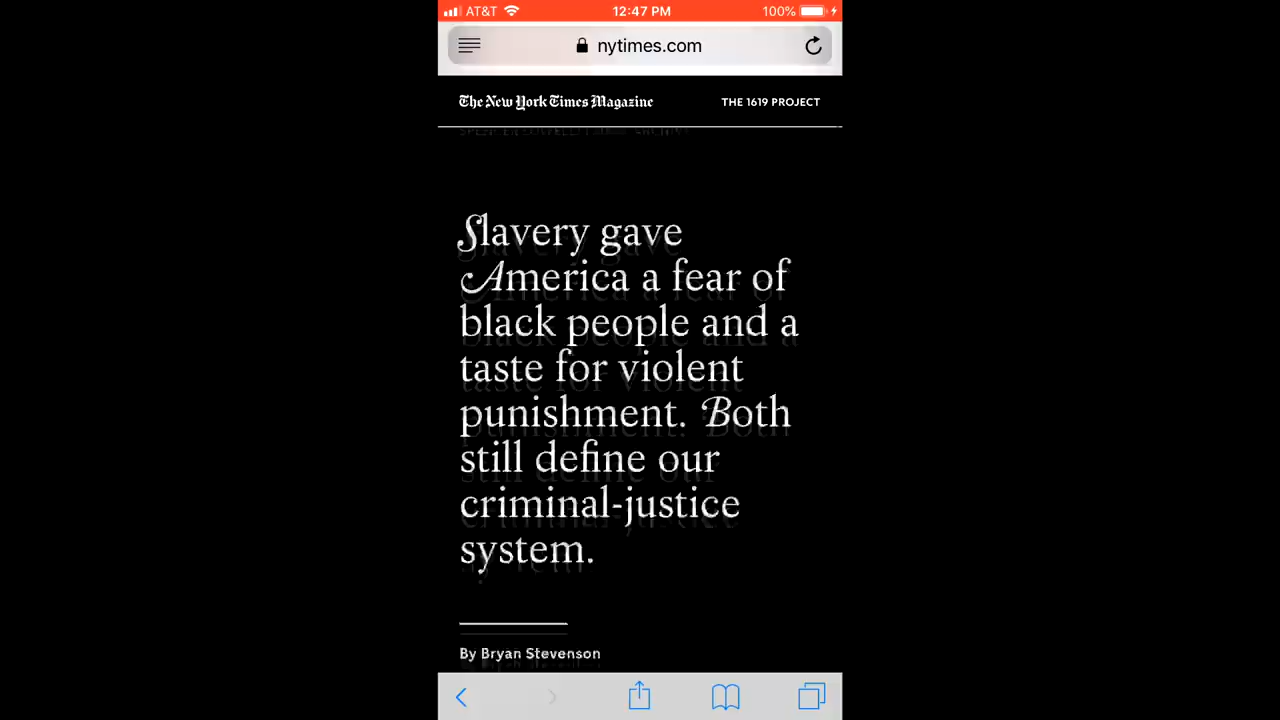 AT&T 12:47 PM 100%
nytimes.com
The New York Times Magazine THE 1619 PROJECT
Slavery gave
America a fear of
black people and a
taste for violent
punishment. Both
still define our
criminal-justice
system.
By Bryan Stevenson